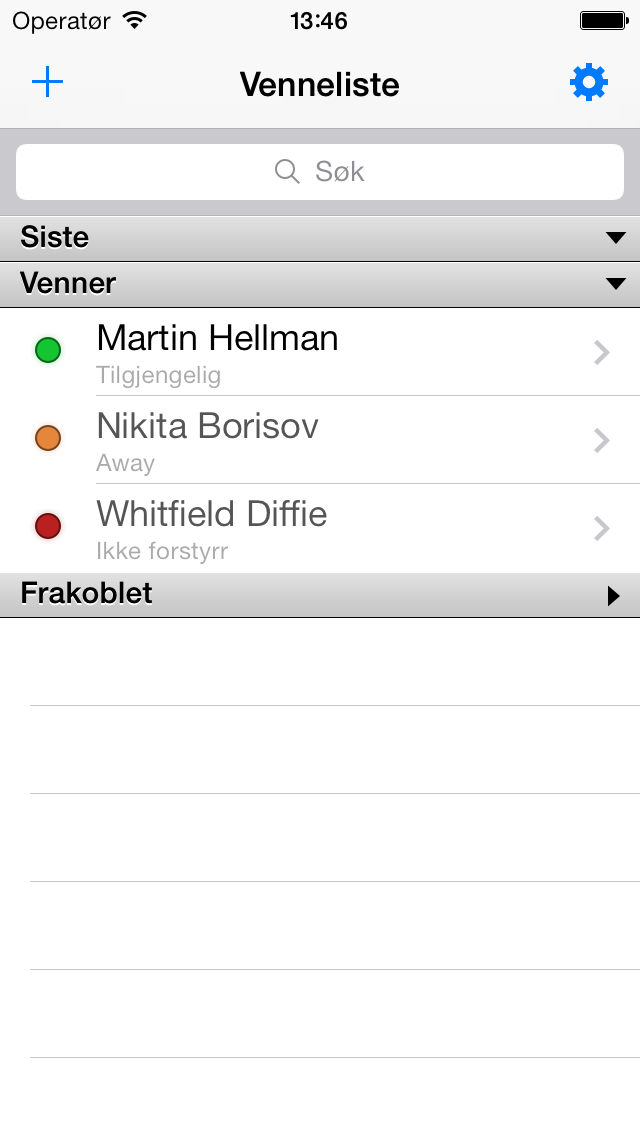 Operatør 13:46
Venneliste
Søk
Siste
Venner
Martin Hellman
Tilgjengelig
Nikita Borisov
Away
Whitfield Diffie
Ikke forstyrr
Frakoblet